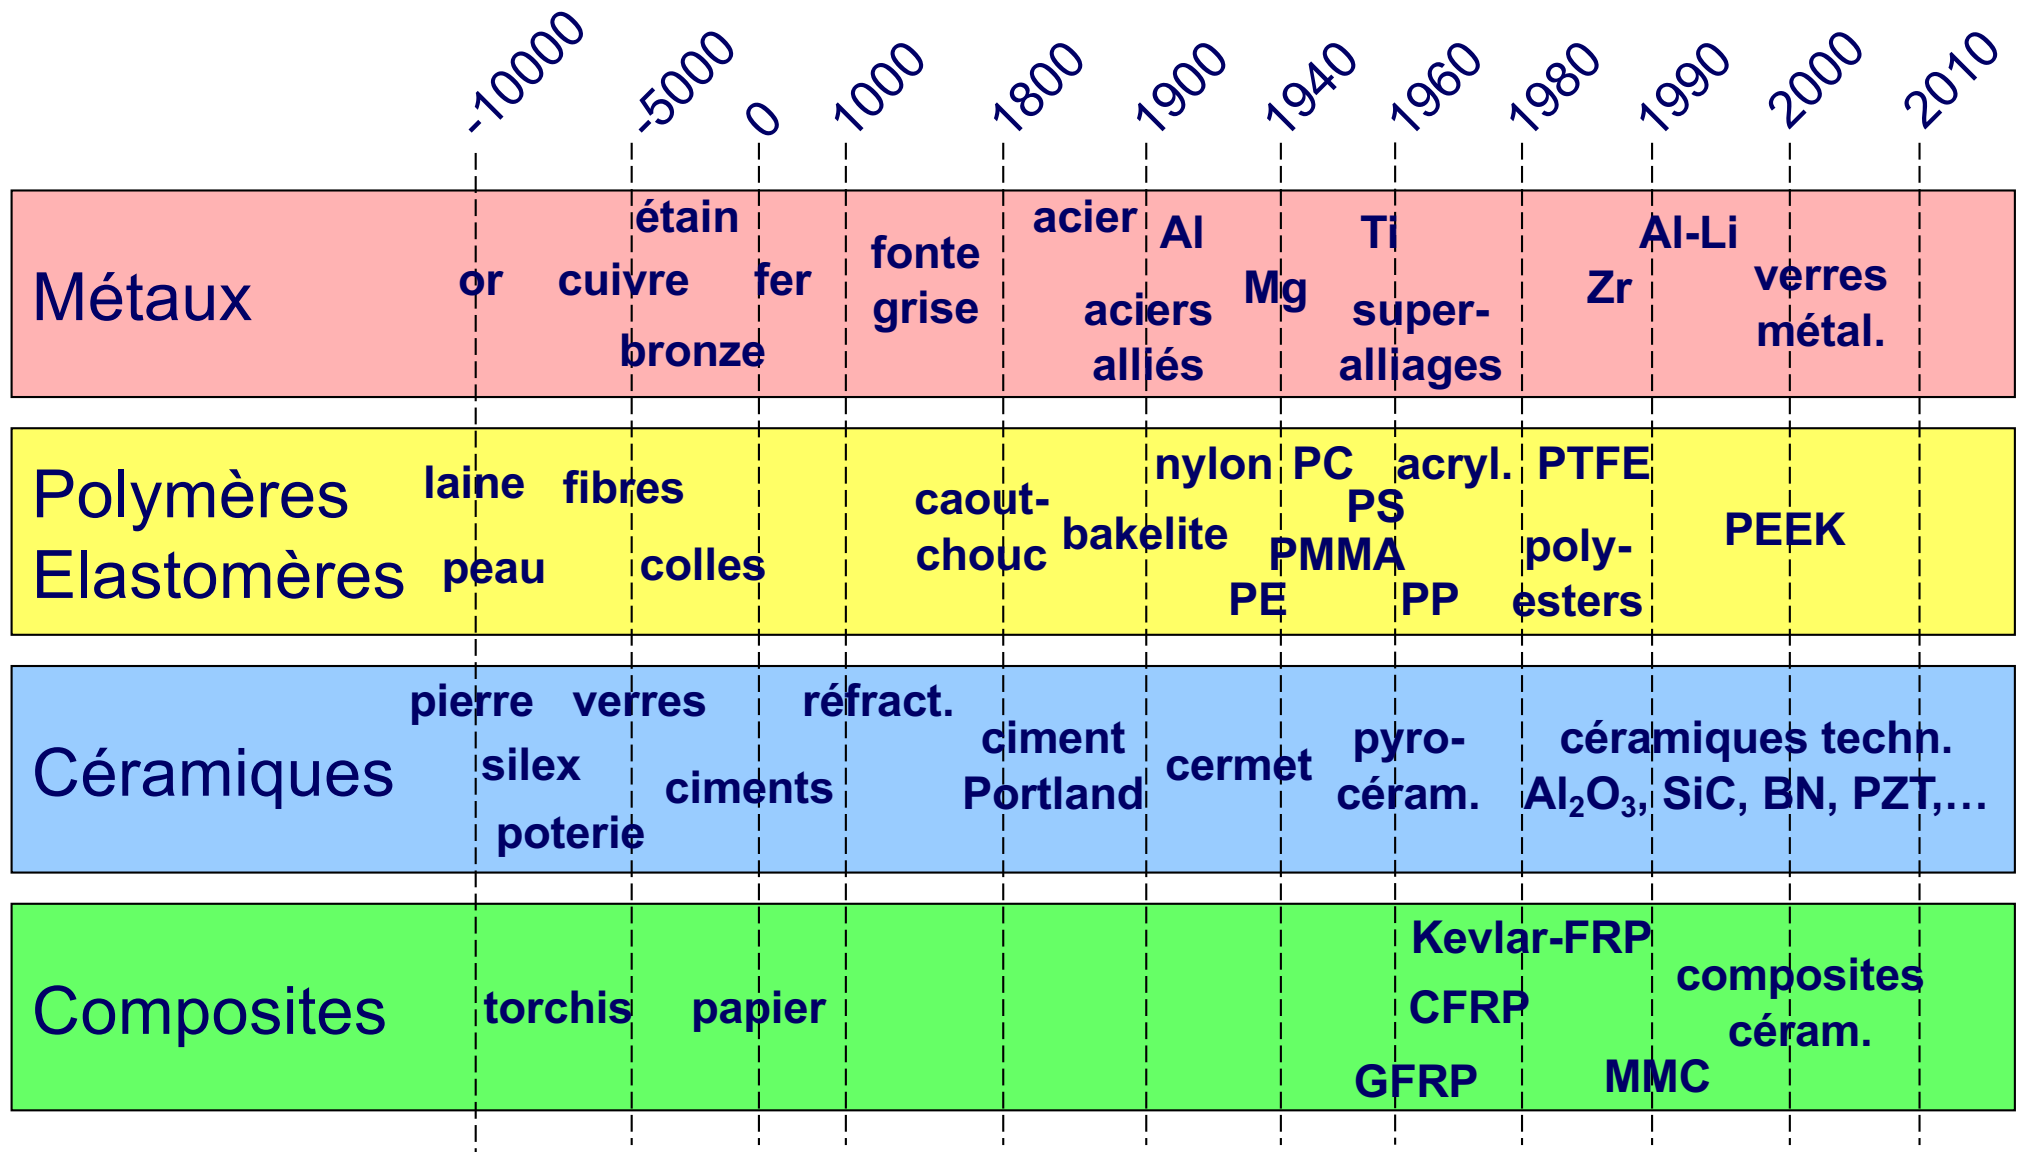 -10000 -5000 0 1000 1800 1900 1940 1960 1980 1990 2000 2010
Métaux
étain acier Al Ti Al-Li
or cuivre fer fonte Mg Zr verres
bronze grise aciers super- métal.
alliés alliages
Polymères
Elastomères
laine fibres caout- nylon PC acryl. PTFE
PS
peau colles chouc bakelite PMMA poly- PEEK
PE PP esters
Céramiques
pierre verres réfract.
silex ciments ciment cermet pyro- céramiques techn.
poterie Portland céram. Al₂O₃, SiC, BN, PZT,…
Composites
Kevlar-FRP
torchis papier CFRP composites
céram.
GFRP MMC